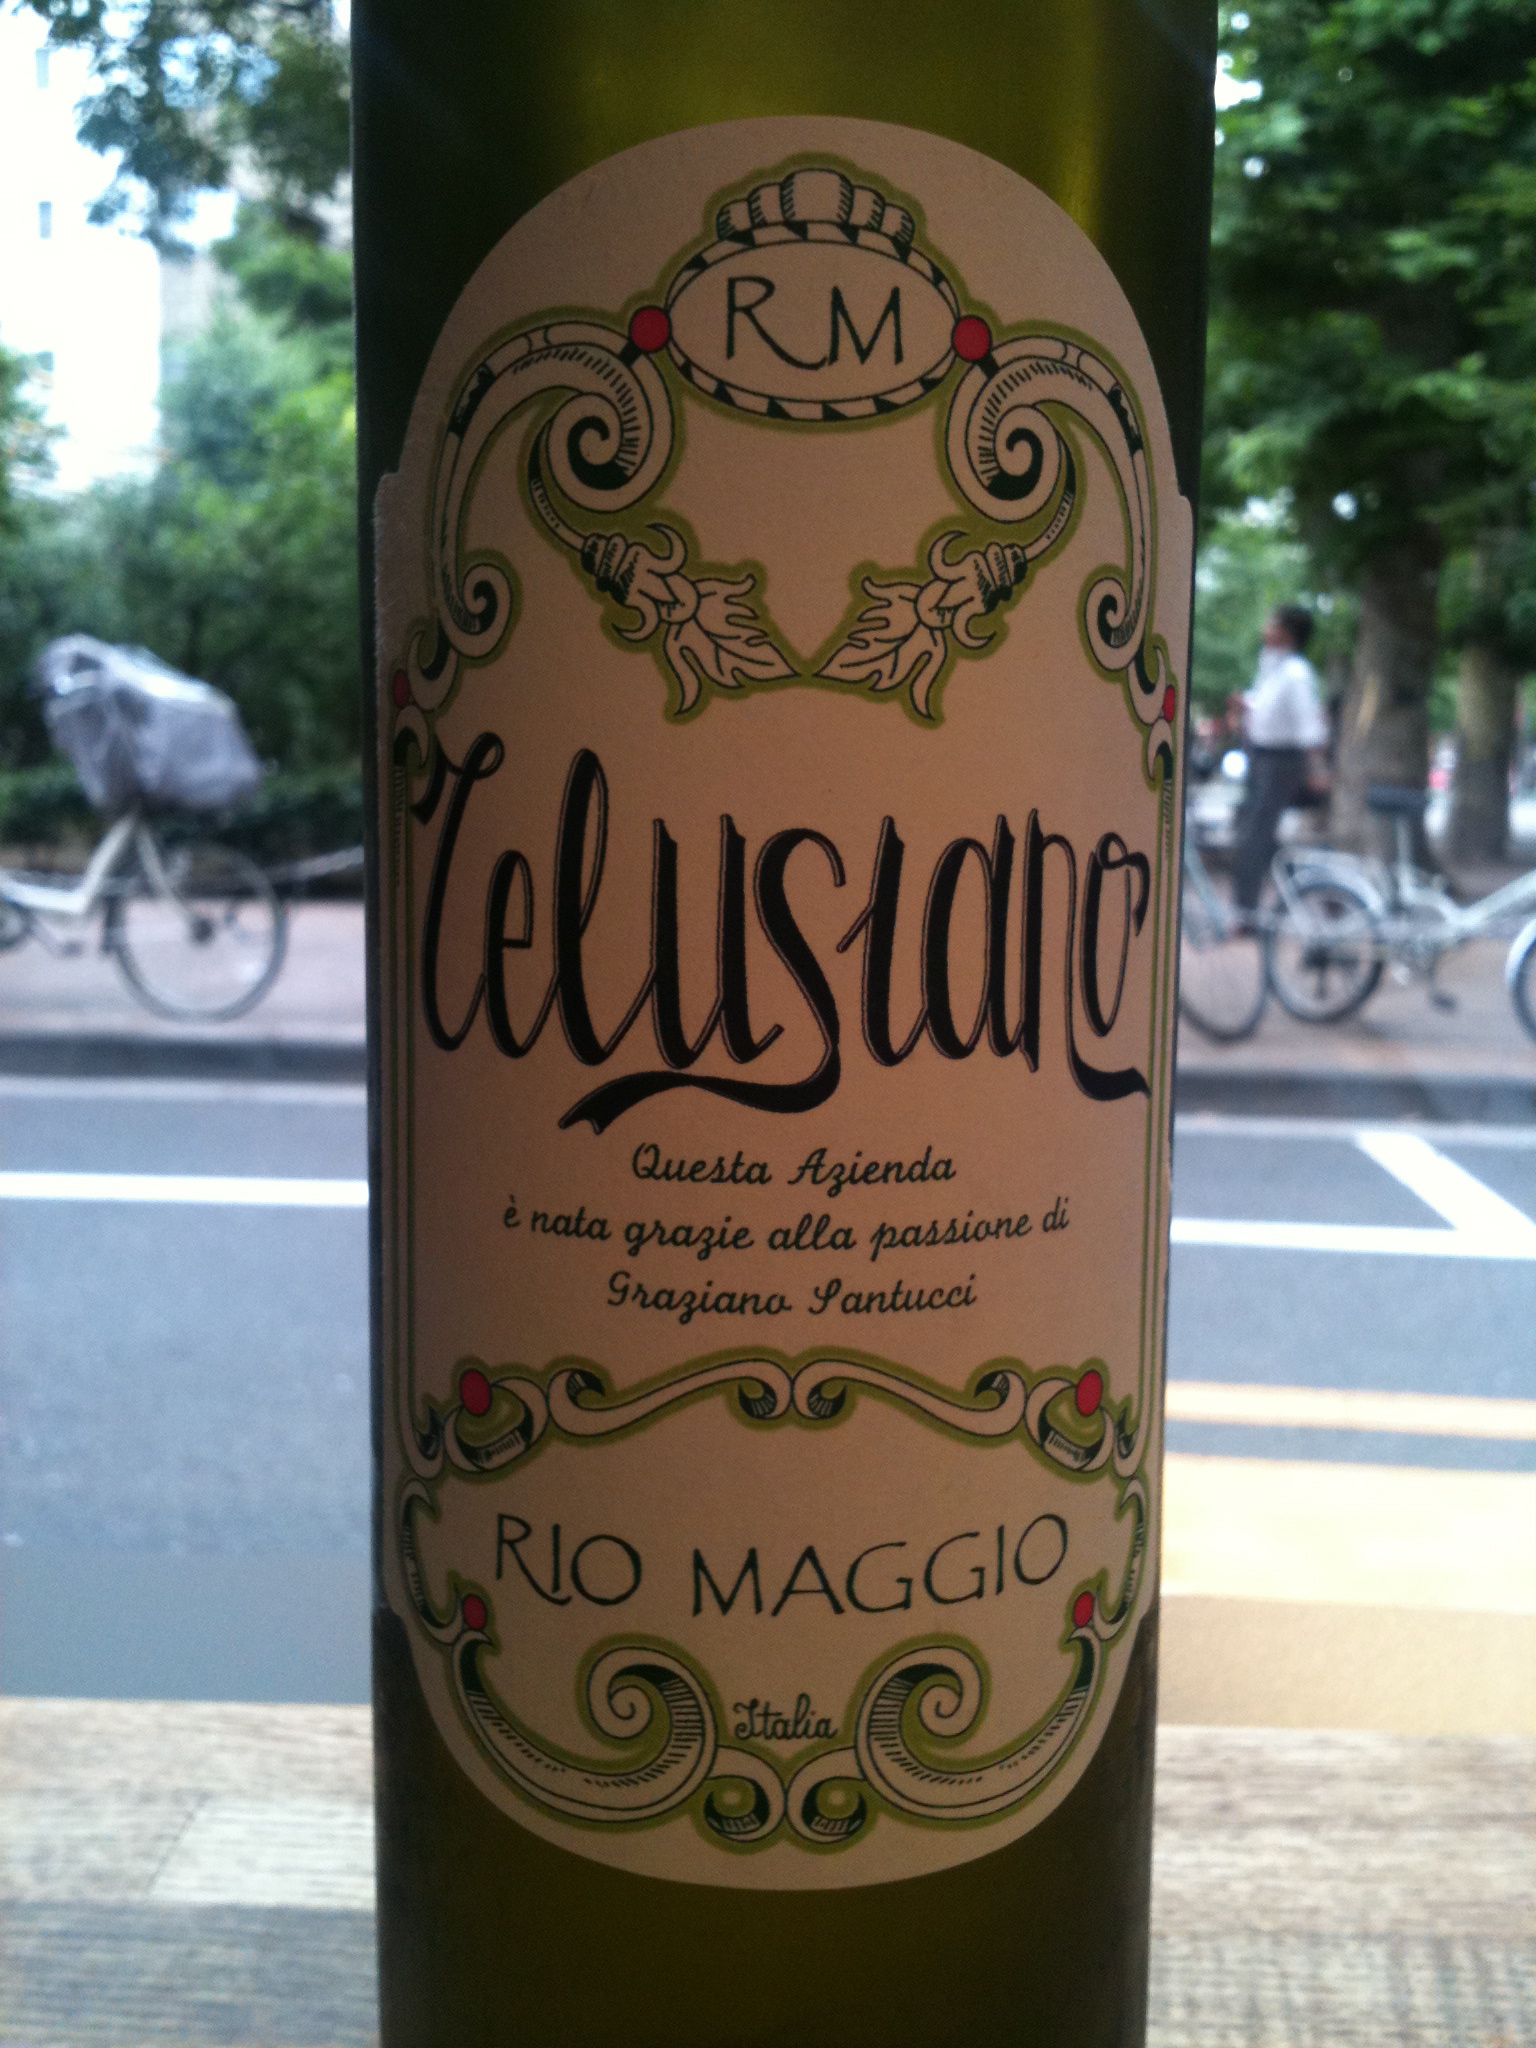 RM
Telusiano
Questa Azienda
è nata grazie alla passione di
Graziano Santucci
RIO MAGGIO
Italia